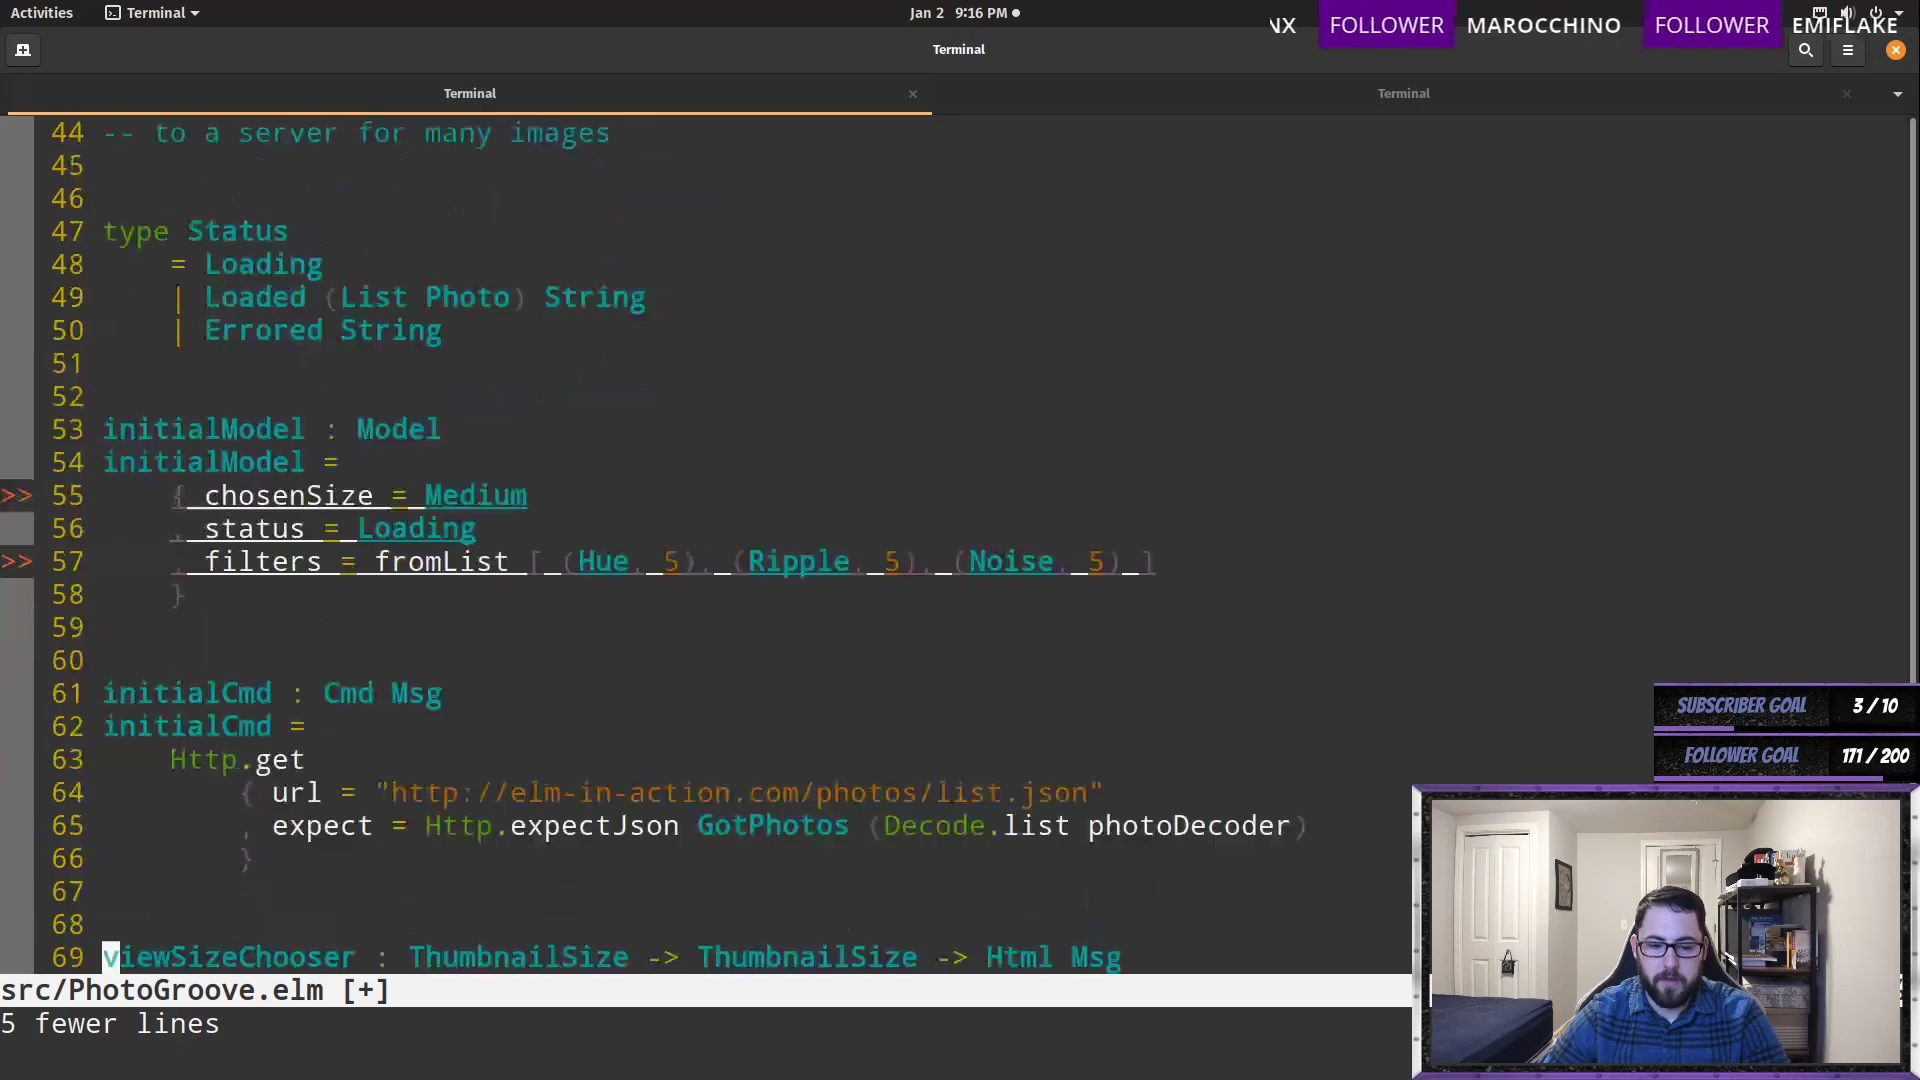 Activities Terminal Jan 2 9:16 PM
NX FOLLOWER MAROCCHINO FOLLOWER EMIFLAKE
Terminal
Terminal × Terminal ×
44 -- to a server for many images
45
46
47 type Status
48 = Loading
49 | Loaded (List Photo) String
50 | Errored String
51
52
53 initialModel : Model
54 initialModel =
>> 55 { chosenSize = Medium
56 , status = Loading
>> 57 , filters = fromList [ (Hue, 5), (Ripple, 5), (Noise, 5) ]
58 }
59
60
61 initialCmd : Cmd Msg
62 initialCmd =
63 Http.get
64 { url = "http://elm-in-action.com/photos/list.json"
65 , expect = Http.expectJson GotPhotos (Decode.list photoDecoder)
66 }
67
68
69 viewSizeChooser : ThumbnailSize -> ThumbnailSize -> Html Msg
src/PhotoGroove.elm [+]
5 fewer lines
SUBSCRIBER GOAL 3 / 10
FOLLOWER GOAL 171 / 200